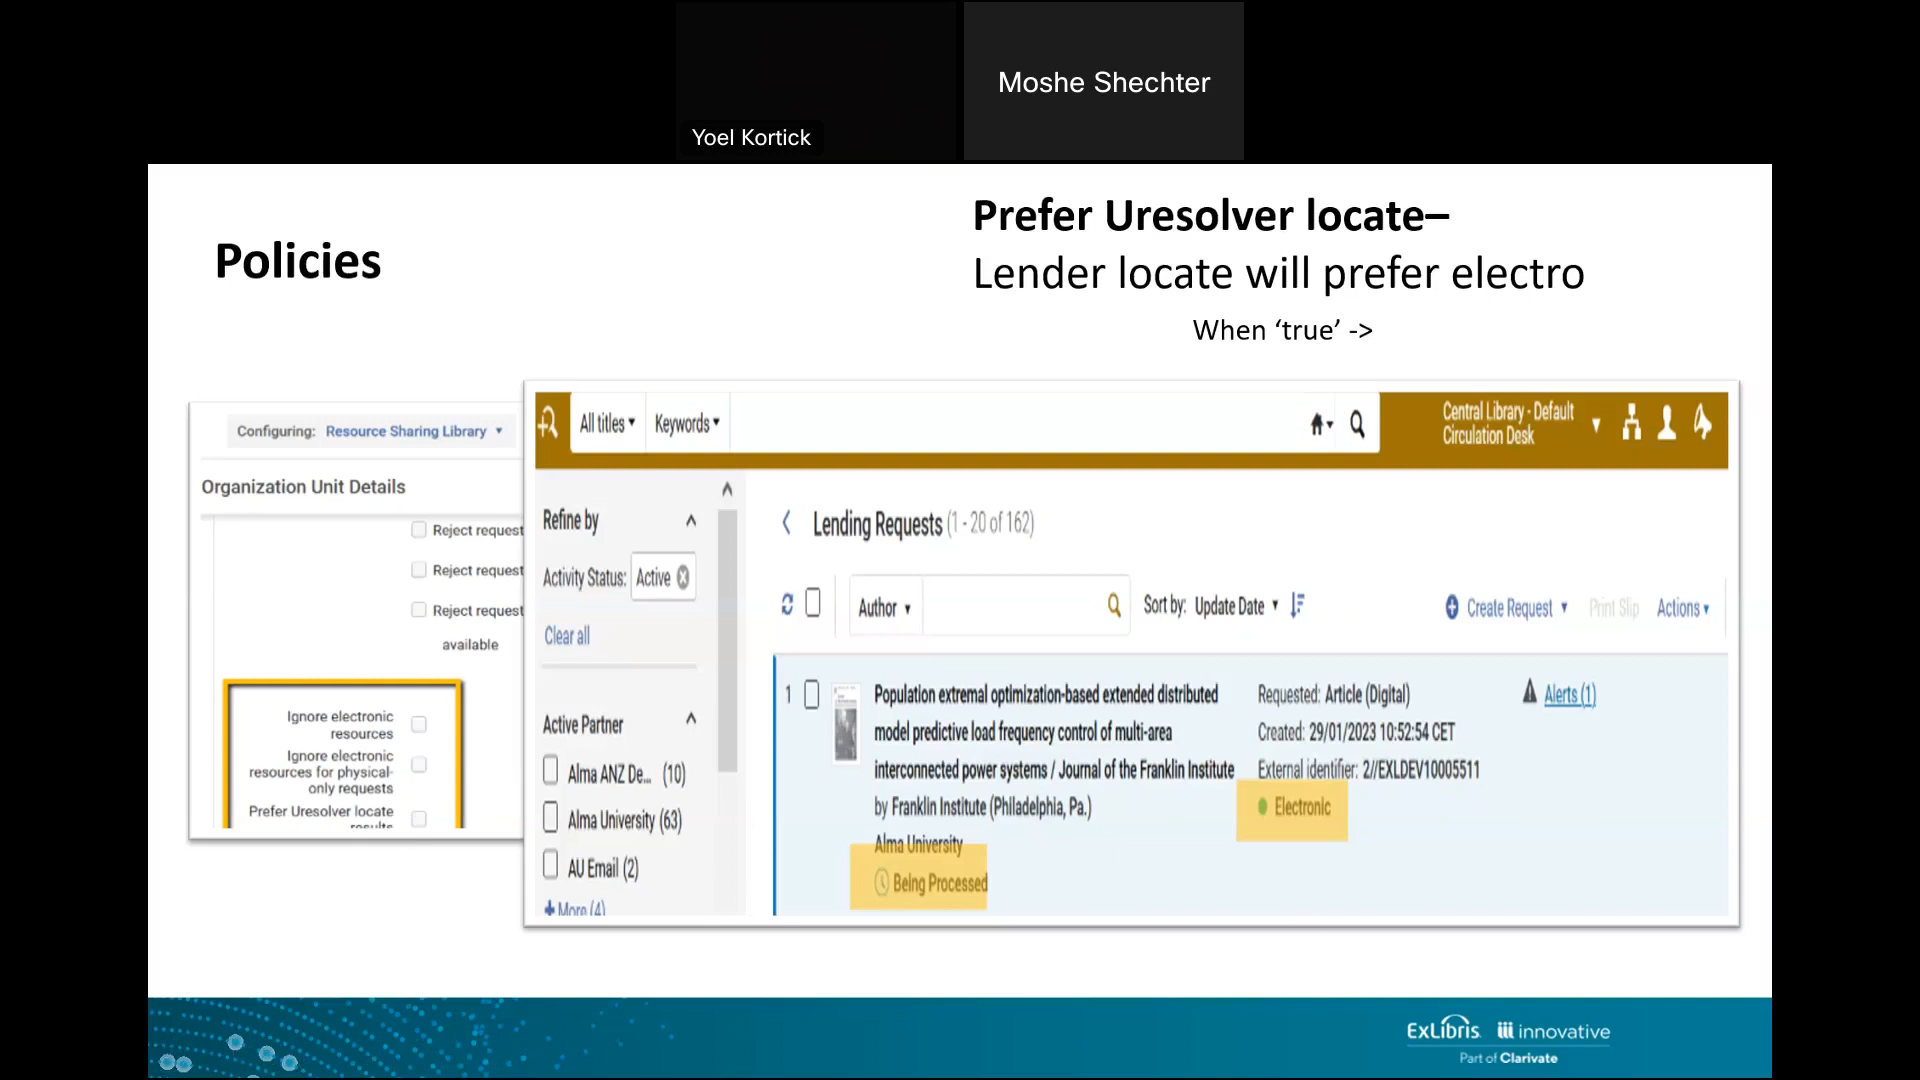 Moshe Shechter
Yoel Kortick
Policies
Prefer Uresolver locate–
Lender locate will prefer electro
When ‘true’ ->
Configuring: Resource Sharing Library
Organization Unit Details
Reject request
Reject request
Reject request
available
Ignore electronic
resources
Ignore electronic
resources for physical-
only requests
Prefer Uresolver locate
results
All titles
Keywords
Central Library - Default
Circulation Desk
Refine by
Activity Status: Active
Clear all
Active Partner
Alma ANZ De... (10)
Alma University (63)
AU Email (2)
More (4)
Lending Requests (1 - 20 of 162)
Author
Sort by: Update Date
Create Request
Print Slip
Actions
1
Population extremal optimization-based extended distributed
model predictive load frequency control of multi-area
interconnected power systems / Journal of the Franklin Institute
by Franklin Institute (Philadelphia, Pa.)
Alma University
Being Processed
Requested: Article (Digital)
Created: 29/01/2023 10:52:54 CET
External identifier: 2//EXLDEV10005511
Electronic
Alerts (1)
ExLibris iii innovative
Part of Clarivate